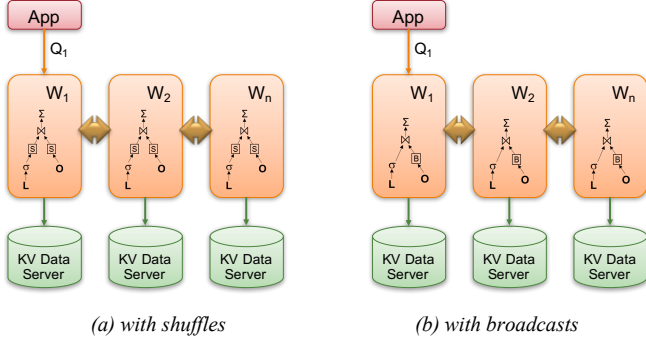 App App
Q1 Q1
W1 W2 Wn W1 W2 Wn
Σ Σ Σ Σ Σ Σ
⋈ ⋈ ⋈ ⋈ ⋈ ⋈
S S S S S S B B B
σ σ σ σ σ σ
L O L O L O L O L O L O
KV Data KV Data KV Data KV Data KV Data KV Data
Server Server Server Server Server Server
(a) with shuffles (b) with broadcasts